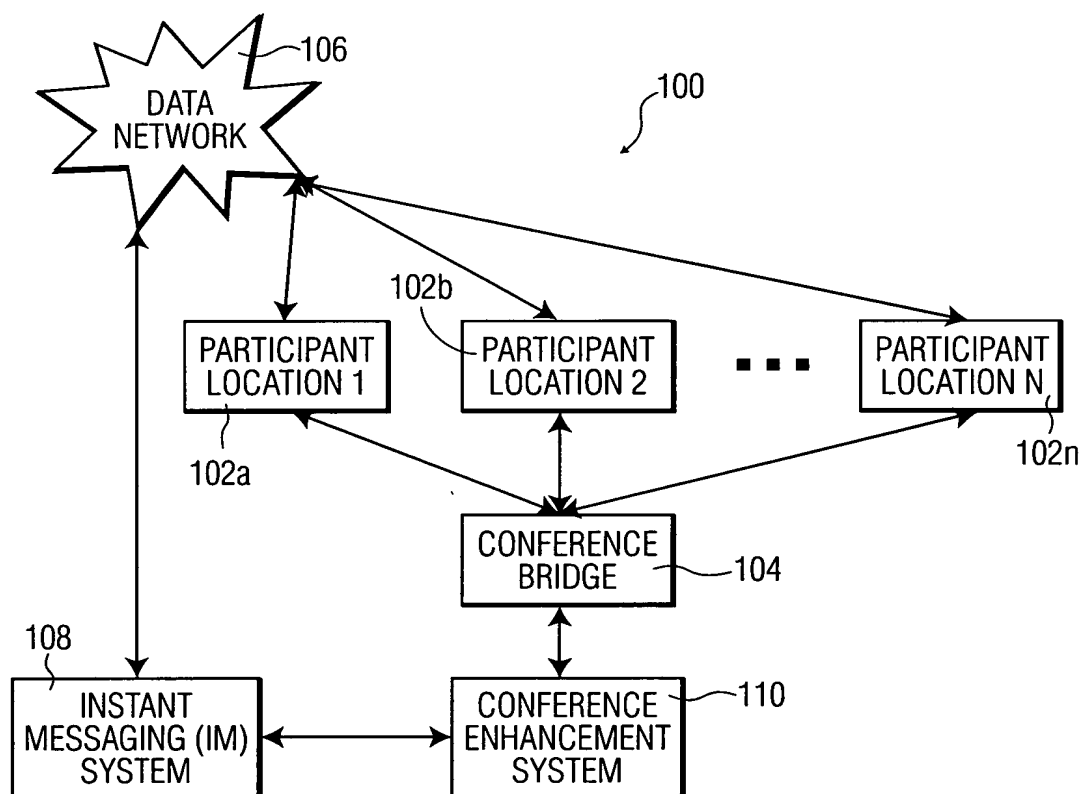 106
DATA
NETWORK
100
102b
PARTICIPANT
LOCATION 1
PARTICIPANT
LOCATION 2
PARTICIPANT
LOCATION N
102a
102n
CONFERENCE
BRIDGE
104
108
INSTANT
MESSAGING (IM)
SYSTEM
CONFERENCE
ENHANCEMENT
SYSTEM
110